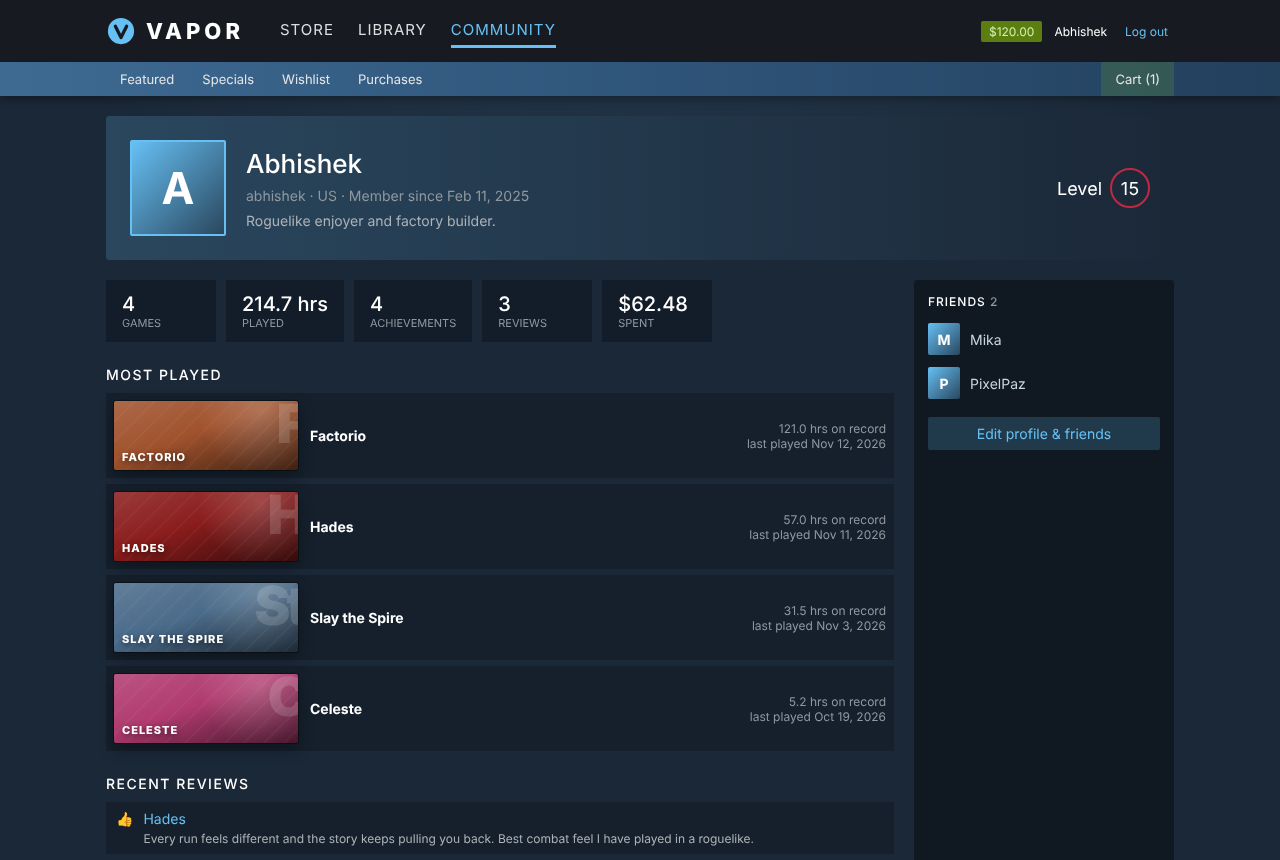 VAPOR
STORE LIBRARY COMMUNITY
$120.00 Abhishek Log out
Featured Specials Wishlist Purchases Cart (1)
A
Abhishek
abhishek · US · Member since Feb 11, 2025
Roguelike enjoyer and factory builder.
Level 15
4
GAMES
214.7 hrs
PLAYED
4
ACHIEVEMENTS
3
REVIEWS
$62.48
SPENT
MOST PLAYED
F
FACTORIO
Factorio
121.0 hrs on record
last played Nov 12, 2026
H
HADES
Hades
57.0 hrs on record
last played Nov 11, 2026
St
SLAY THE SPIRE
Slay the Spire
31.5 hrs on record
last played Nov 3, 2026
C
CELESTE
Celeste
5.2 hrs on record
last played Oct 19, 2026
RECENT REVIEWS
👍 Hades
Every run feels different and the story keeps pulling you back. Best combat feel I have played in a roguelike.
FRIENDS 2
M Mika
P PixelPaz
Edit profile & friends